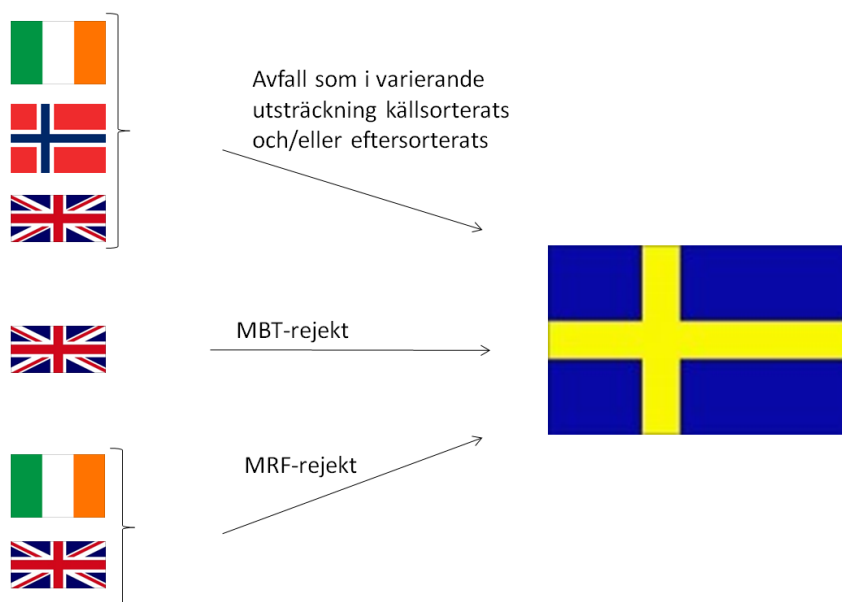 Avfall som i varierande
utsträckning källsorterats
och/eller eftersorterats
MBT-rejekt
MRF-rejekt